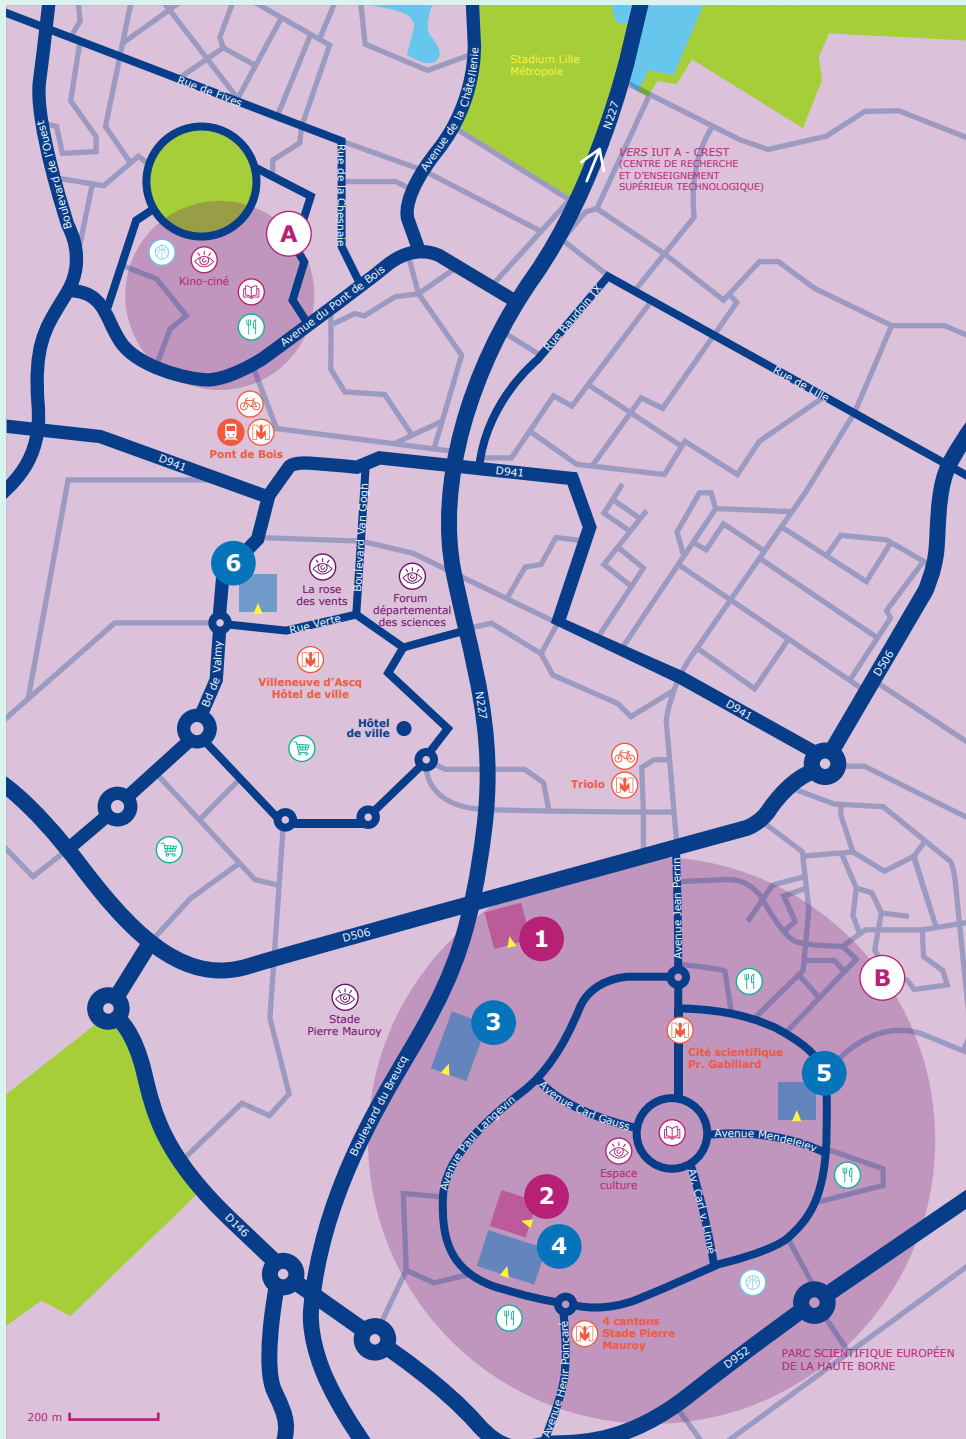 Stadium Lille
Métropole
Rue de Fives
Avenue de la Châtellenie
N227
Boulevard de l'Ouest
Rue de la Chesnaie
VERS IUT A - CREST
(CENTRE DE RECHERCHE
ET D'ENSEIGNEMENT
SUPÉRIEUR TECHNOLOGIQUE)
A
Kino-ciné
Avenue du Pont de Bois
Rue Baudoin IX
Rue de Lille
Pont de Bois
D941
D941
Boulevard Van Gogh
6
La rose
des vents
Forum
départemental
des sciences
Rue Verte
Bd de Valmy
Villeneuve d'Ascq
Hôtel de ville
D506
N227
D941
Hôtel
de ville
Triolo
Avenue Jean Perrin
D506
1
B
Stade
Pierre Mauroy
3
Cité scientifique
Pr. Gabillard
5
Boulevard du Breucq
Avenue Paul Langevin
Avenue Carl Gauss
Avenue Mendeleiev
Espace
culture
Av. Carl v. Linné
2
D146
4
4 cantons
Stade Pierre
Mauroy
Avenue Henir Poincaré
D952
PARC SCIENTIFIQUE EUROPÉEN
DE LA HAUTE BORNE
200 m